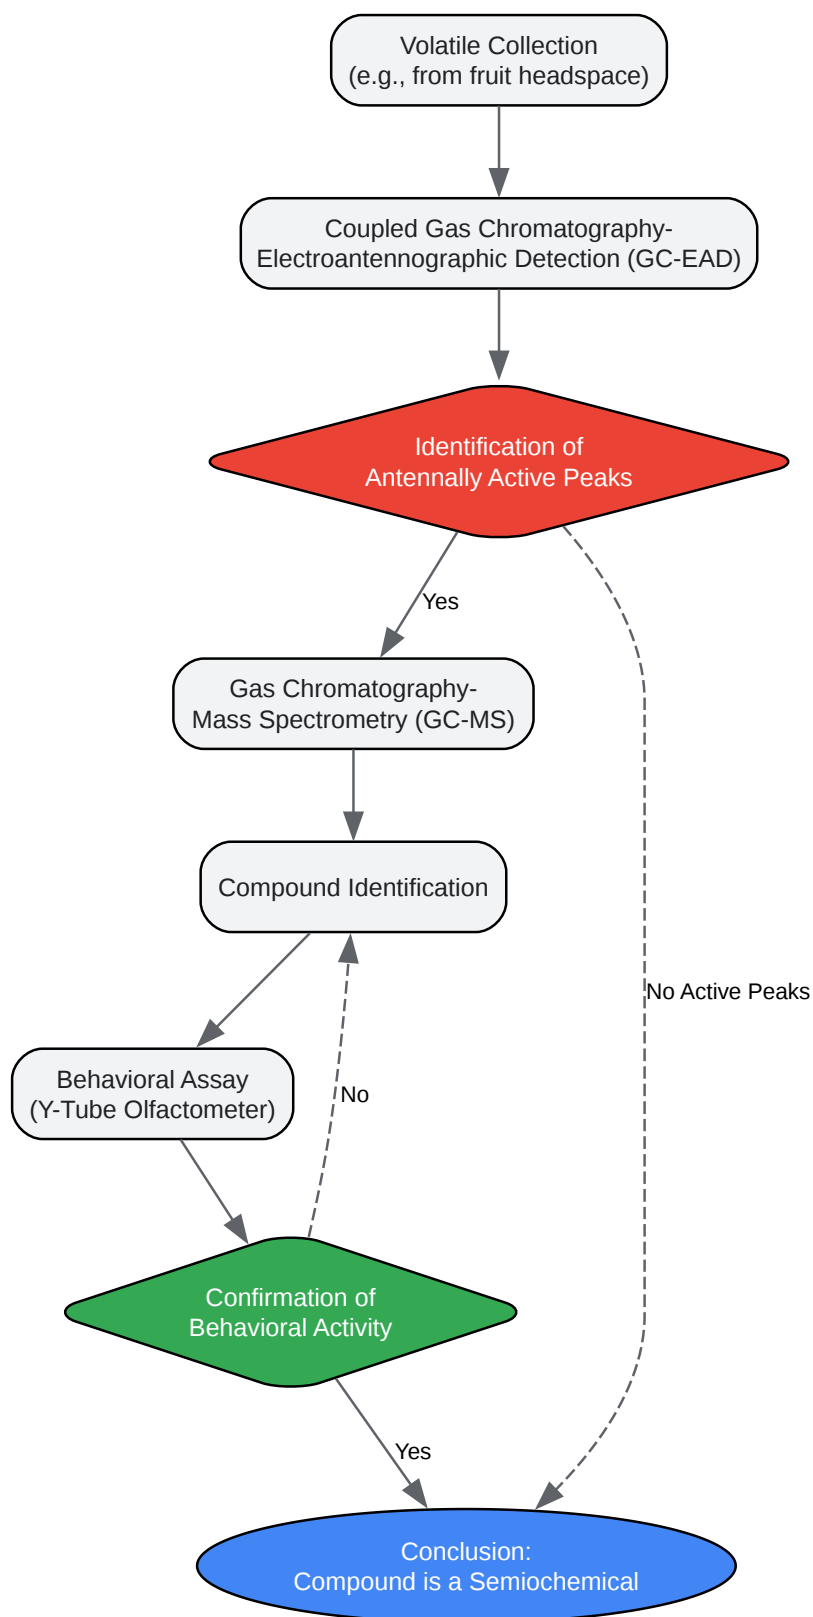 Volatile Collection
(e.g., from fruit headspace)
Coupled Gas Chromatography-
Electroantennographic Detection (GC-EAD)
Identification of
Antennally Active Peaks
Yes
Gas Chromatography-
Mass Spectrometry (GC-MS)
Compound Identification
No Active Peaks
Behavioral Assay
(Y-Tube Olfactometer)
No
Confirmation of
Behavioral Activity
Yes
Conclusion:
Compound is a Semiochemical